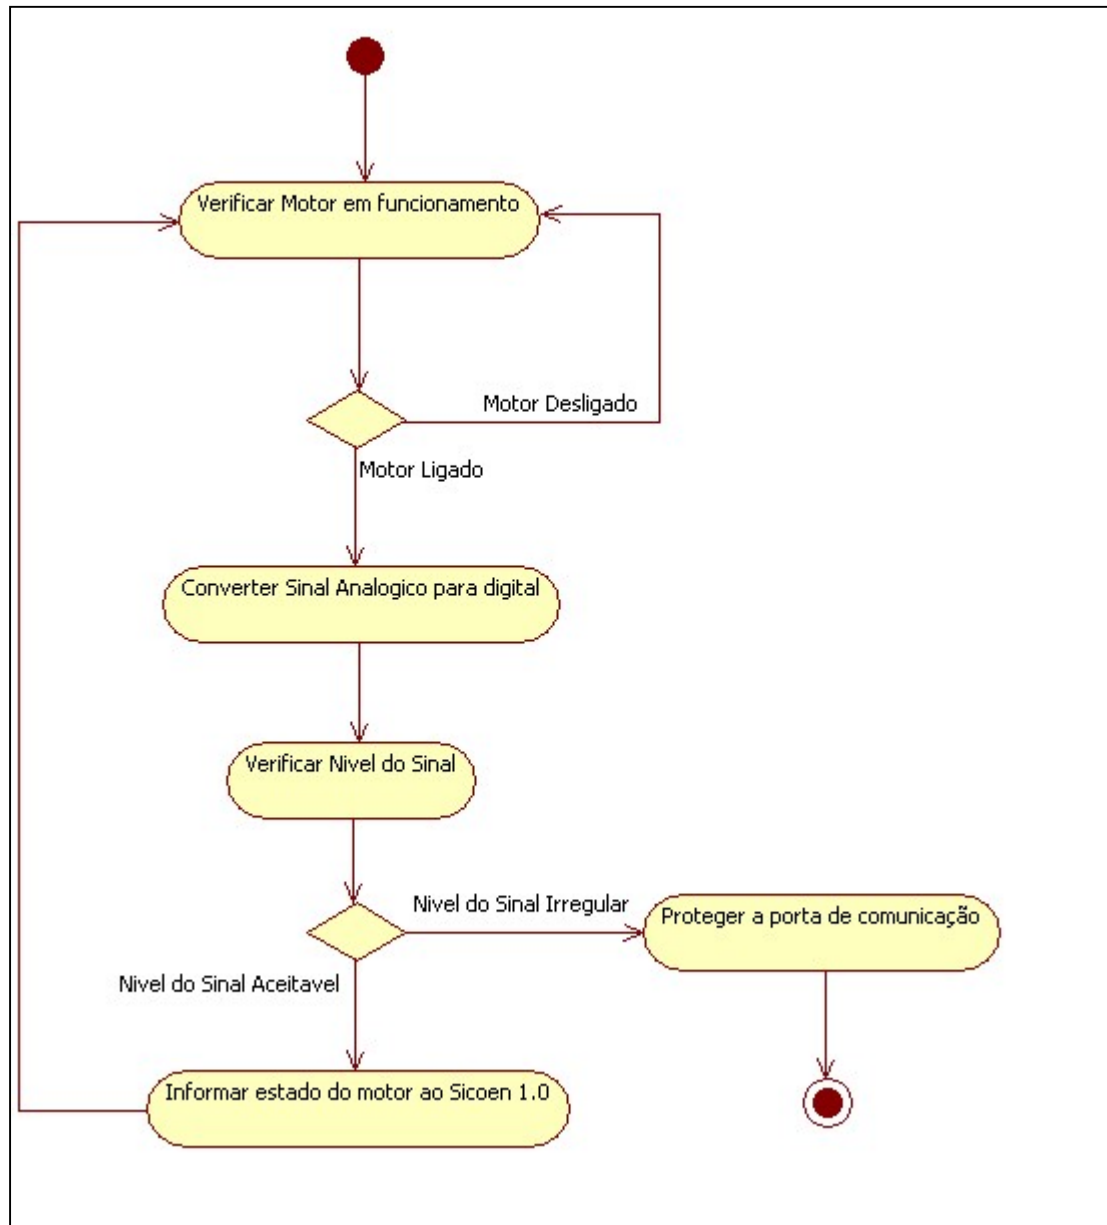 Verificar Motor em funcionamento
Motor Desligado
Motor Ligado
Converter Sinal Analogico para digital
Verificar Nivel do Sinal
Nivel do Sinal Irregular
Proteger a porta de comunicação
Nivel do Sinal Aceitavel
Informar estado do motor ao Sicoen 1.0